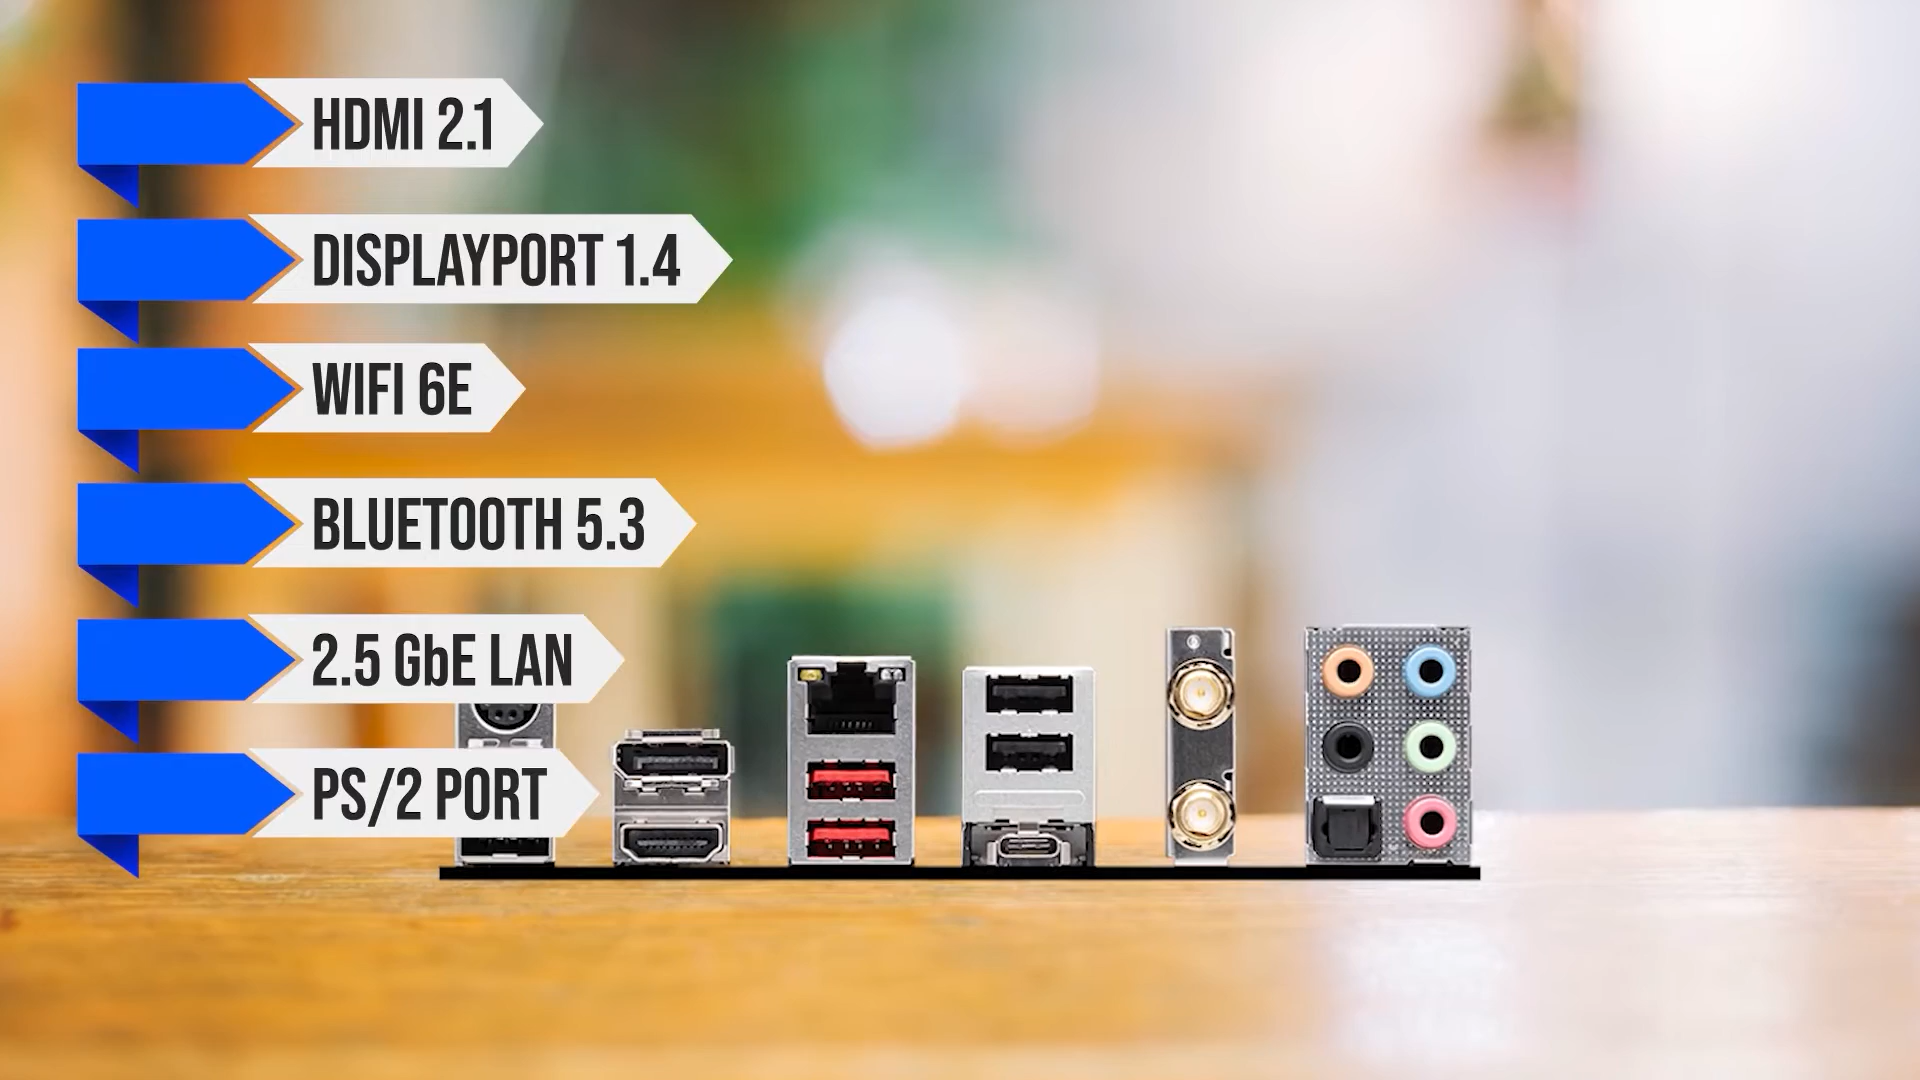 HDMI 2.1
DISPLAYPORT 1.4
WIFI 6E
BLUETOOTH 5.3
2.5 GbE LAN
PS/2 PORT